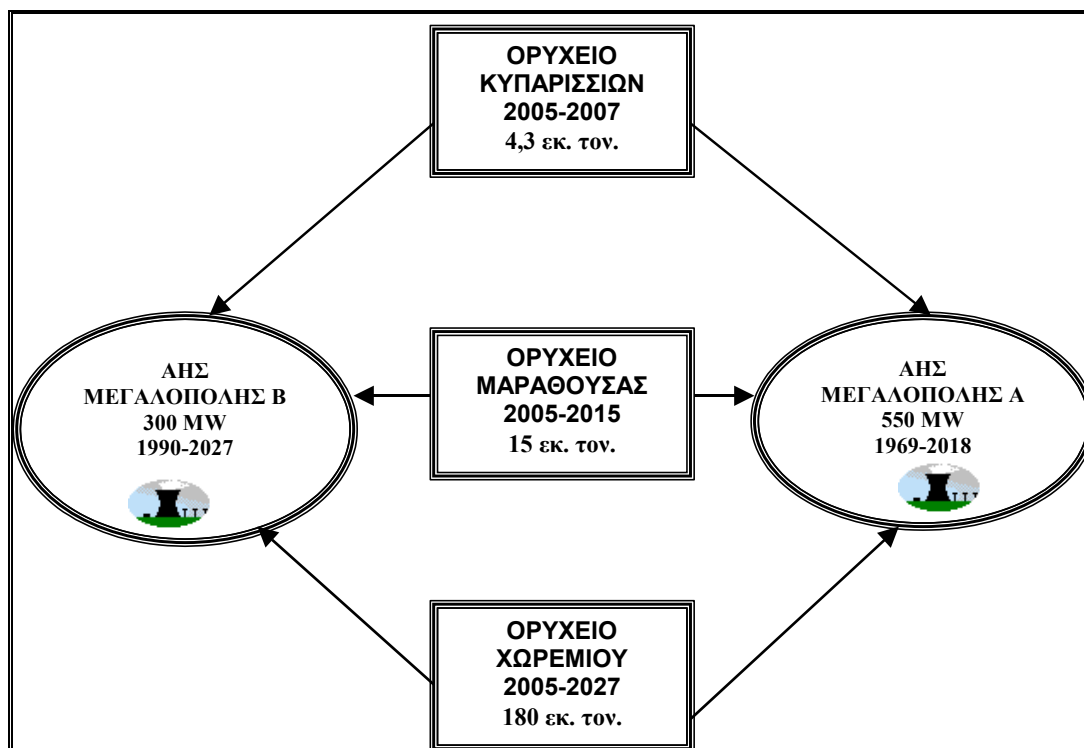 ΟΡΥΧΕΙΟ
ΚΥΠΑΡΙΣΣΙΩΝ
2005-2007
4,3 εκ. τον.
ΑΗΣ
ΜΕΓΑΛΟΠΟΛΗΣ Β
300 MW
1990-2027
ΟΡΥΧΕΙΟ
ΜΑΡΑΘΟΥΣΑΣ
2005-2015
15 εκ. τον.
ΑΗΣ
ΜΕΓΑΛΟΠΟΛΗΣ Α
550 MW
1969-2018
ΟΡΥΧΕΙΟ
ΧΩΡΕΜΙΟΥ
2005-2027
180 εκ. τον.